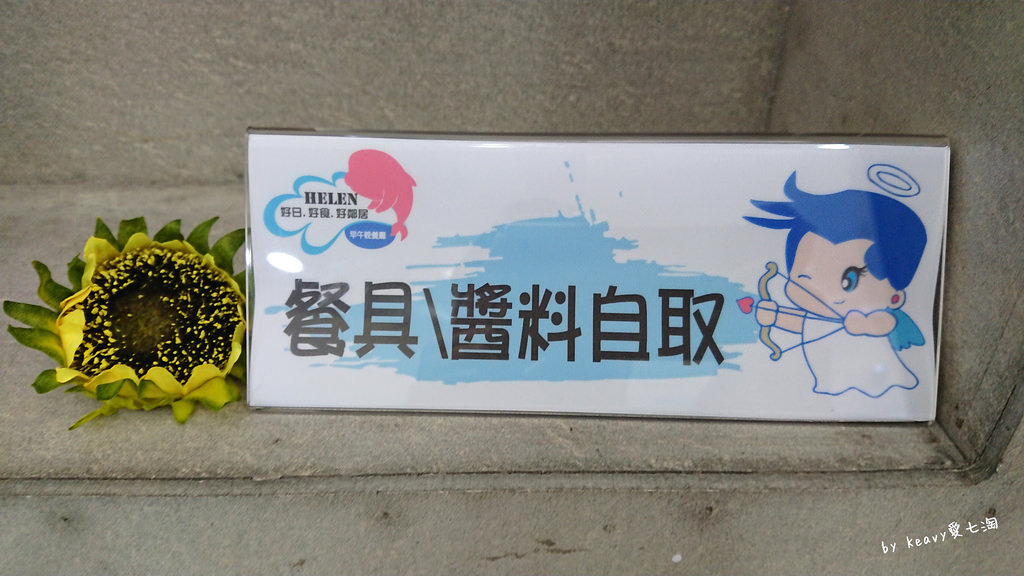 HELEN
好日.好食.好鄰居
早午晚餐廳
餐具\醬料自取
by keavy愛七淘